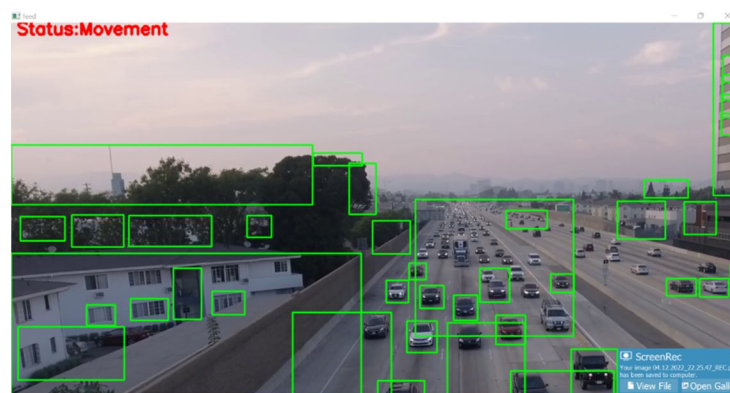 feed
Status:Movement
ScreenRec
Your image 04.12.2022_22.25.47_REC.p
has been saved to computer.
View File Open Gall